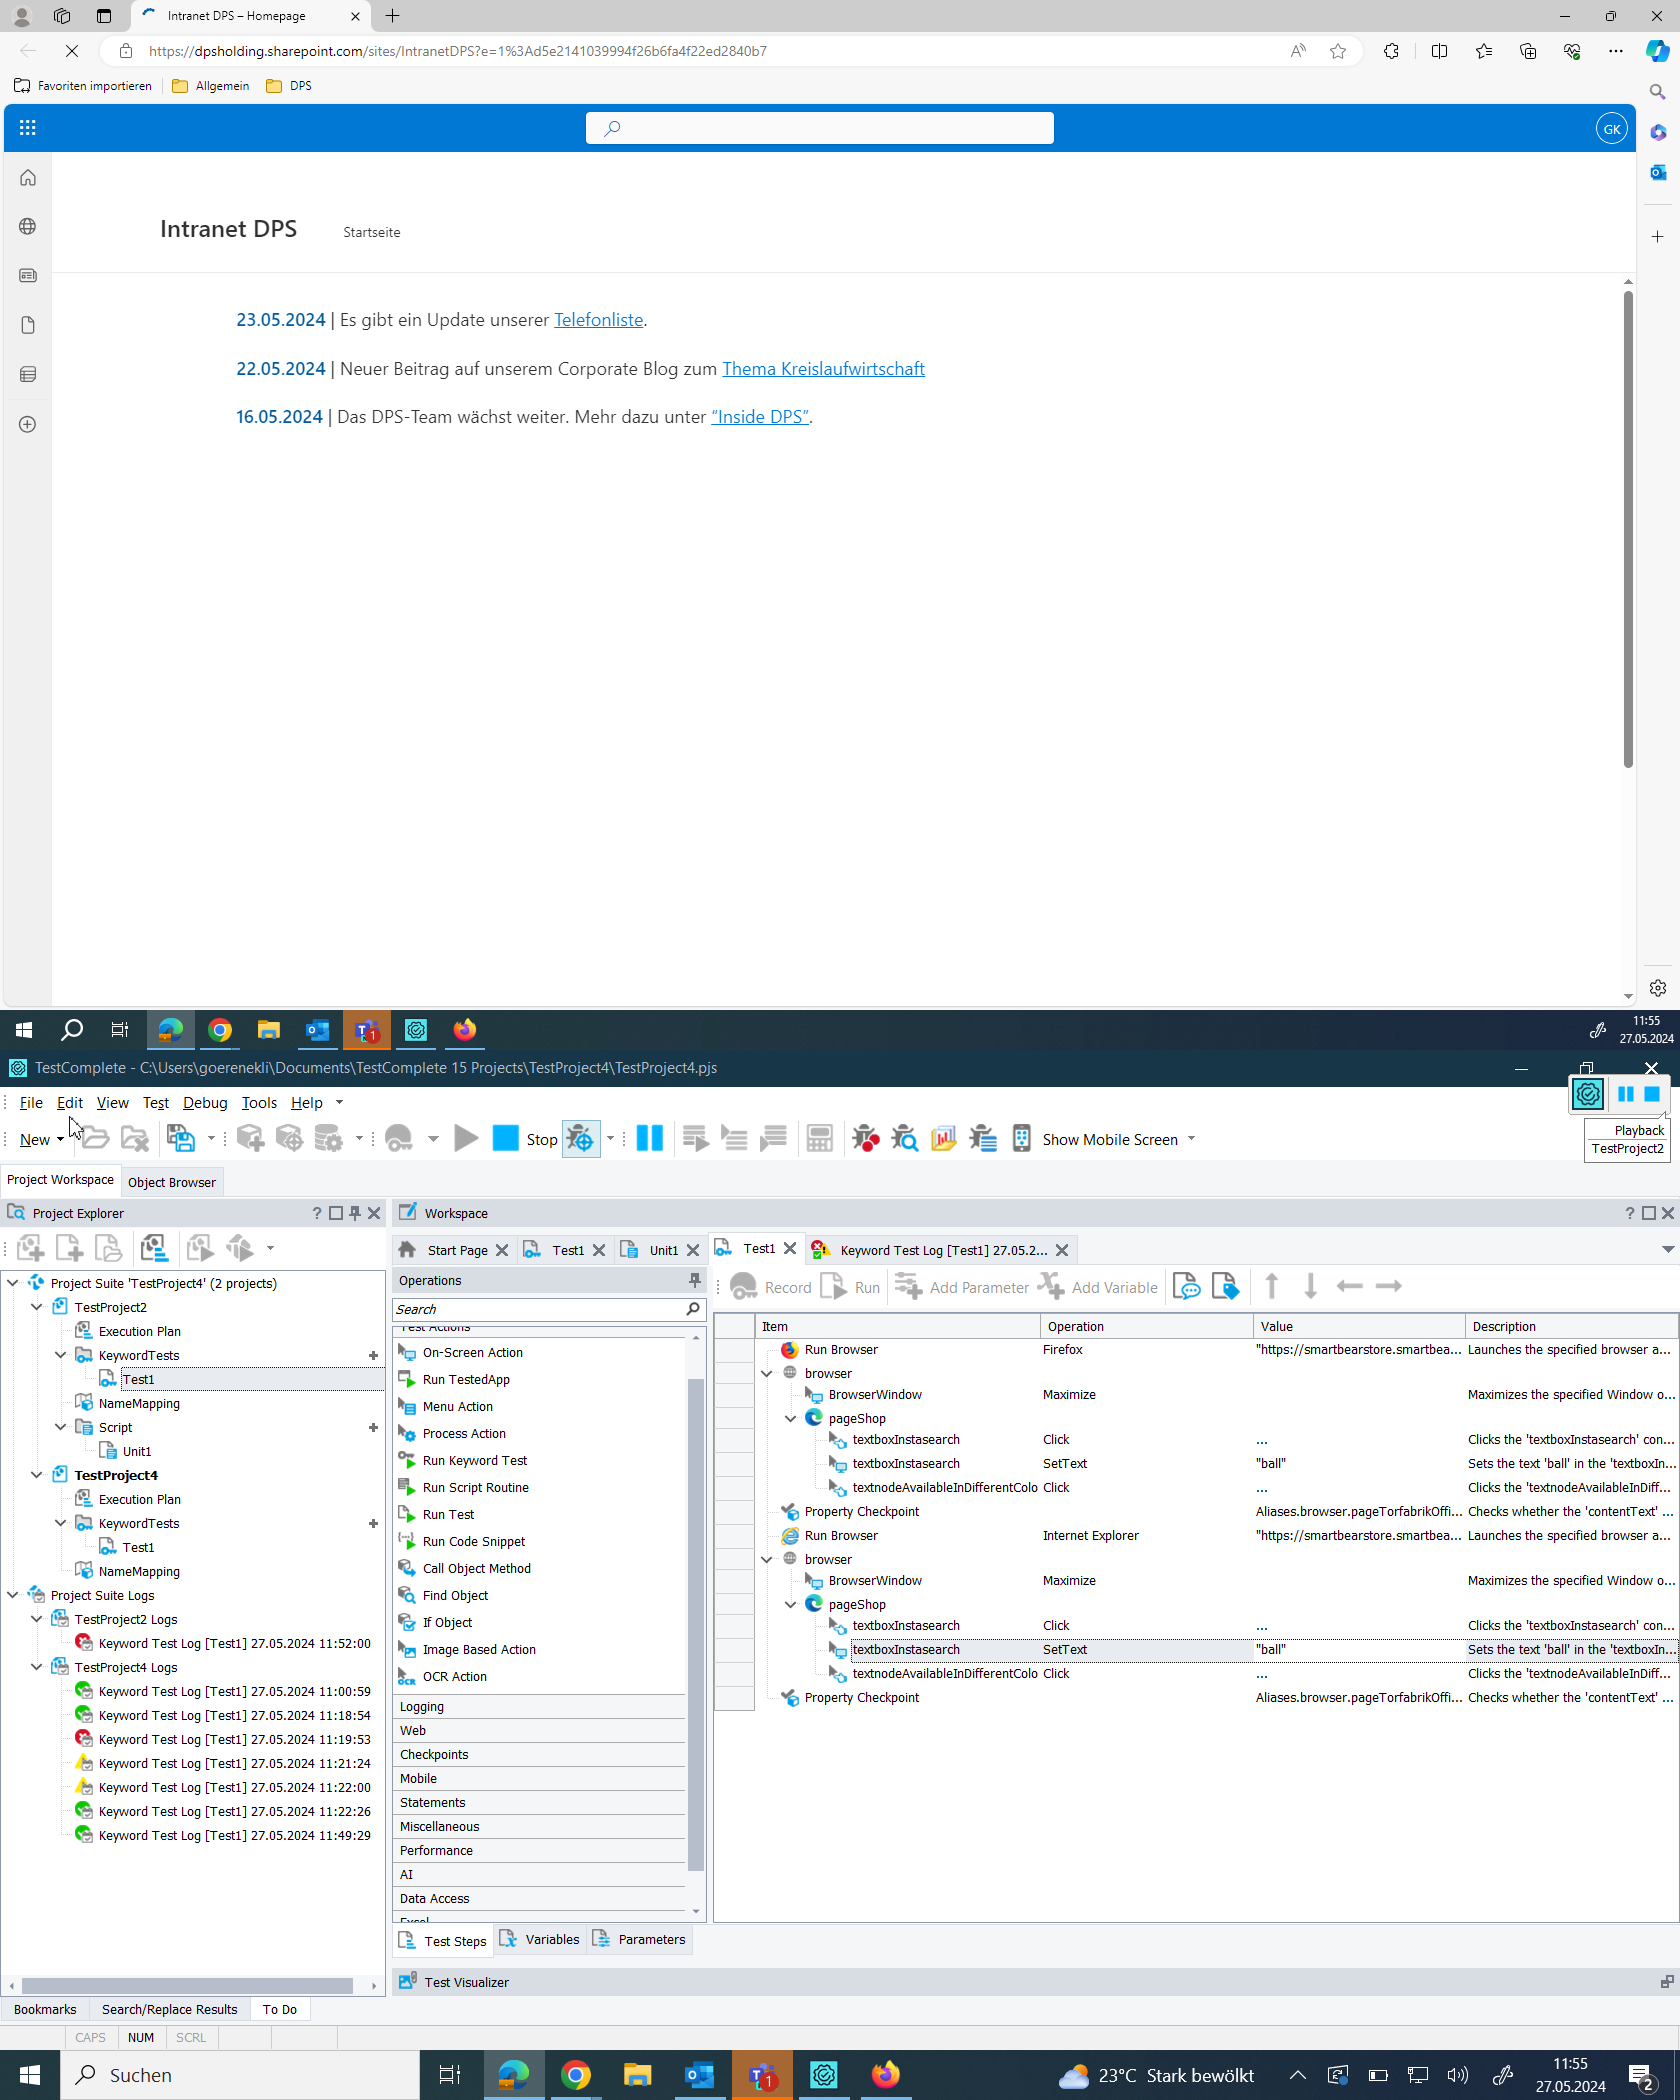 Intranet DPS – Homepage
https://dpsholding.sharepoint.com/sites/IntranetDPS?e=1%3Ad5e2141039994f26b6fa4f22ed2840b7
Favoriten importieren Allgemein DPS
GK
Intranet DPS Startseite
23.05.2024 | Es gibt ein Update unserer Telefonliste.
22.05.2024 | Neuer Beitrag auf unserem Corporate Blog zum Thema Kreislaufwirtschaft
16.05.2024 | Das DPS-Team wächst weiter. Mehr dazu unter “Inside DPS”.
1
11:55
27.05.2024
TestComplete - C:\Users\goerenekli\Documents\TestComplete 15 Projects\TestProject4\TestProject4.pjs
File Edit View Test Debug Tools Help
New Stop Show Mobile Screen
Playback
TestProject2
Project Workspace Object Browser
Project Explorer
Workspace
Start Page Test1 Unit1 Test1 Keyword Test Log [Test1] 27.05.2...
Project Suite 'TestProject4' (2 projects)
TestProject2
Execution Plan
KeywordTests
Test1
NameMapping
Script
Unit1
TestProject4
Execution Plan
KeywordTests
Test1
NameMapping
Project Suite Logs
TestProject2 Logs
Keyword Test Log [Test1] 27.05.2024 11:52:00
TestProject4 Logs
Keyword Test Log [Test1] 27.05.2024 11:00:59
Keyword Test Log [Test1] 27.05.2024 11:18:54
Keyword Test Log [Test1] 27.05.2024 11:19:53
Keyword Test Log [Test1] 27.05.2024 11:21:24
Keyword Test Log [Test1] 27.05.2024 11:22:00
Keyword Test Log [Test1] 27.05.2024 11:22:26
Keyword Test Log [Test1] 27.05.2024 11:49:29
Operations
Search
Test Actions
On-Screen Action
Run TestedApp
Menu Action
Process Action
Run Keyword Test
Run Script Routine
Run Test
Run Code Snippet
Call Object Method
Find Object
If Object
Image Based Action
OCR Action
Logging
Web
Checkpoints
Mobile
Statements
Miscellaneous
Performance
AI
Data Access
Excel
Record Run Add Parameter Add Variable
Item Operation Value Description
Run Browser Firefox "https://smartbearstore.smartbea... Launches the specified browser a...
browser
BrowserWindow Maximize Maximizes the specified Window o...
pageShop
textboxInstasearch Click ... Clicks the 'textboxInstasearch' con...
textboxInstasearch SetText "ball" Sets the text 'ball' in the 'textboxIn...
textnodeAvailableInDifferentColo Click ... Clicks the 'textnodeAvailableInDiff...
Property Checkpoint Aliases.browser.pageTorfabrikOffi... Checks whether the 'contentText' ...
Run Browser Internet Explorer "https://smartbearstore.smartbea... Launches the specified browser a...
browser
BrowserWindow Maximize Maximizes the specified Window o...
pageShop
textboxInstasearch Click ... Clicks the 'textboxInstasearch' con...
textboxInstasearch SetText "ball" Sets the text 'ball' in the 'textboxIn...
textnodeAvailableInDifferentColo Click ... Clicks the 'textnodeAvailableInDiff...
Property Checkpoint Aliases.browser.pageTorfabrikOffi... Checks whether the 'contentText' ...
Test Steps Variables Parameters
Test Visualizer
Bookmarks Search/Replace Results To Do
CAPS NUM SCRL
Suchen 1 23°C Stark bewölkt 11:55
27.05.2024
2